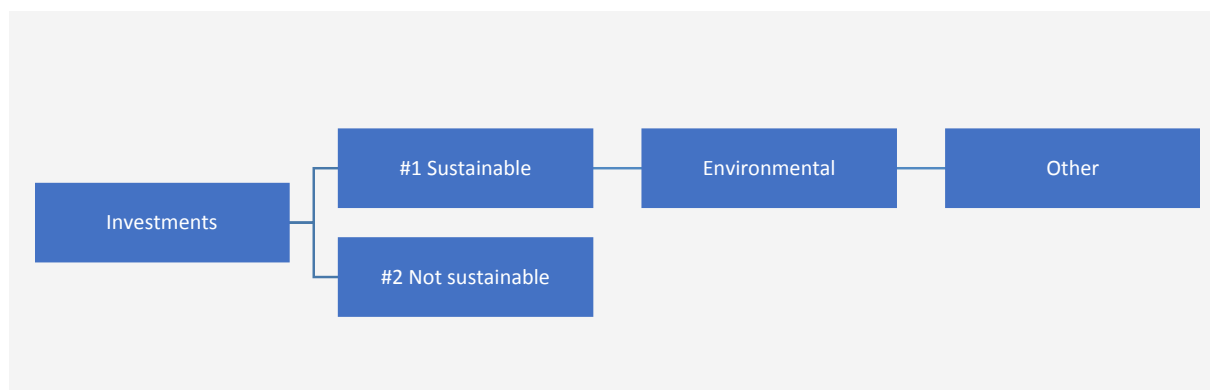 Investments
#1 Sustainable
#2 Not sustainable
Environmental
Other